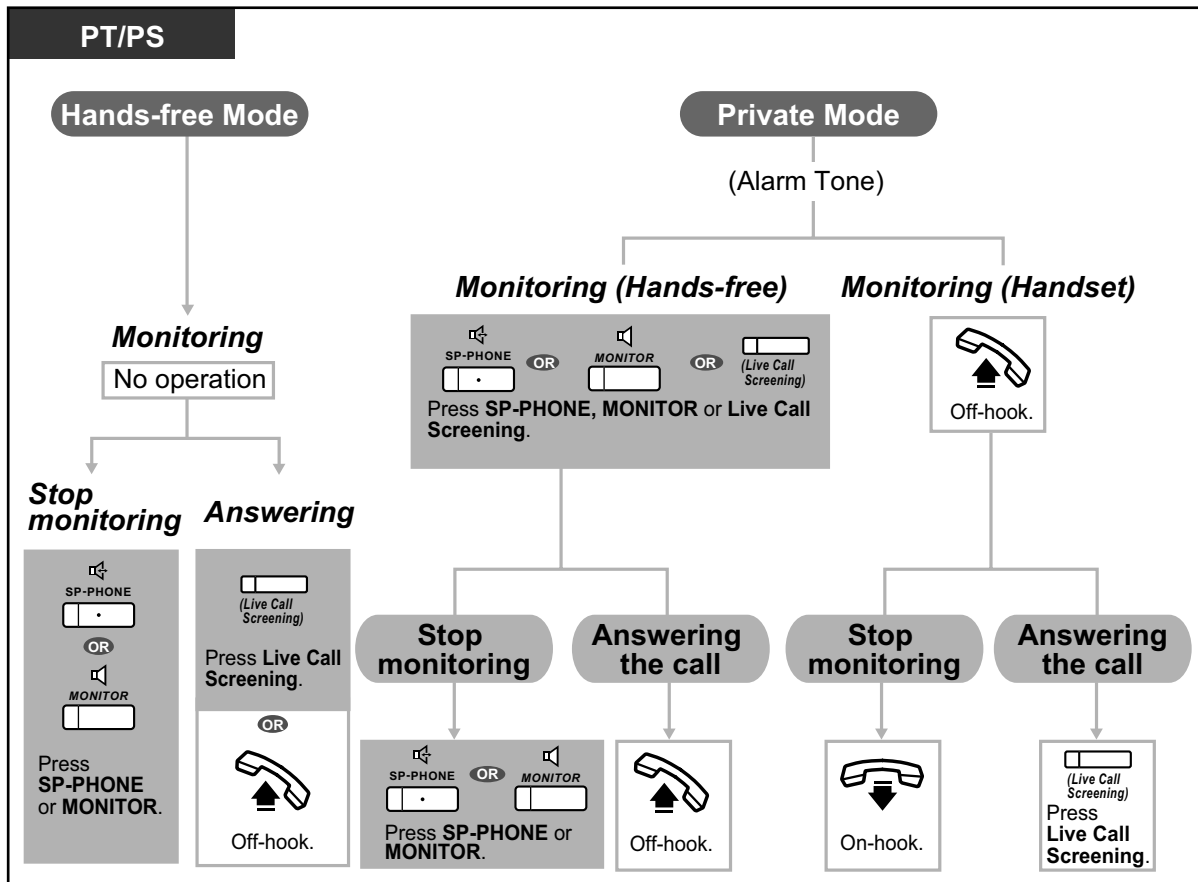 PT/PS
Hands-free Mode
Monitoring
No operation
Stop
monitoring
SP-PHONE
OR
MONITOR
Press
SP-PHONE
or MONITOR.
Answering
(Live Call
Screening)
Press Live Call
Screening.
OR
Off-hook.
Private Mode
(Alarm Tone)
Monitoring (Hands-free)
SP-PHONE
OR
MONITOR
OR
(Live Call
Screening)
Press SP-PHONE, MONITOR or Live Call
Screening.
Stop
monitoring
SP-PHONE
OR
MONITOR
Press SP-PHONE or
MONITOR.
Answering
the call
Off-hook.
Monitoring (Handset)
Off-hook.
Stop
monitoring
On-hook.
Answering
the call
(Live Call
Screening)
Press
Live Call
Screening.